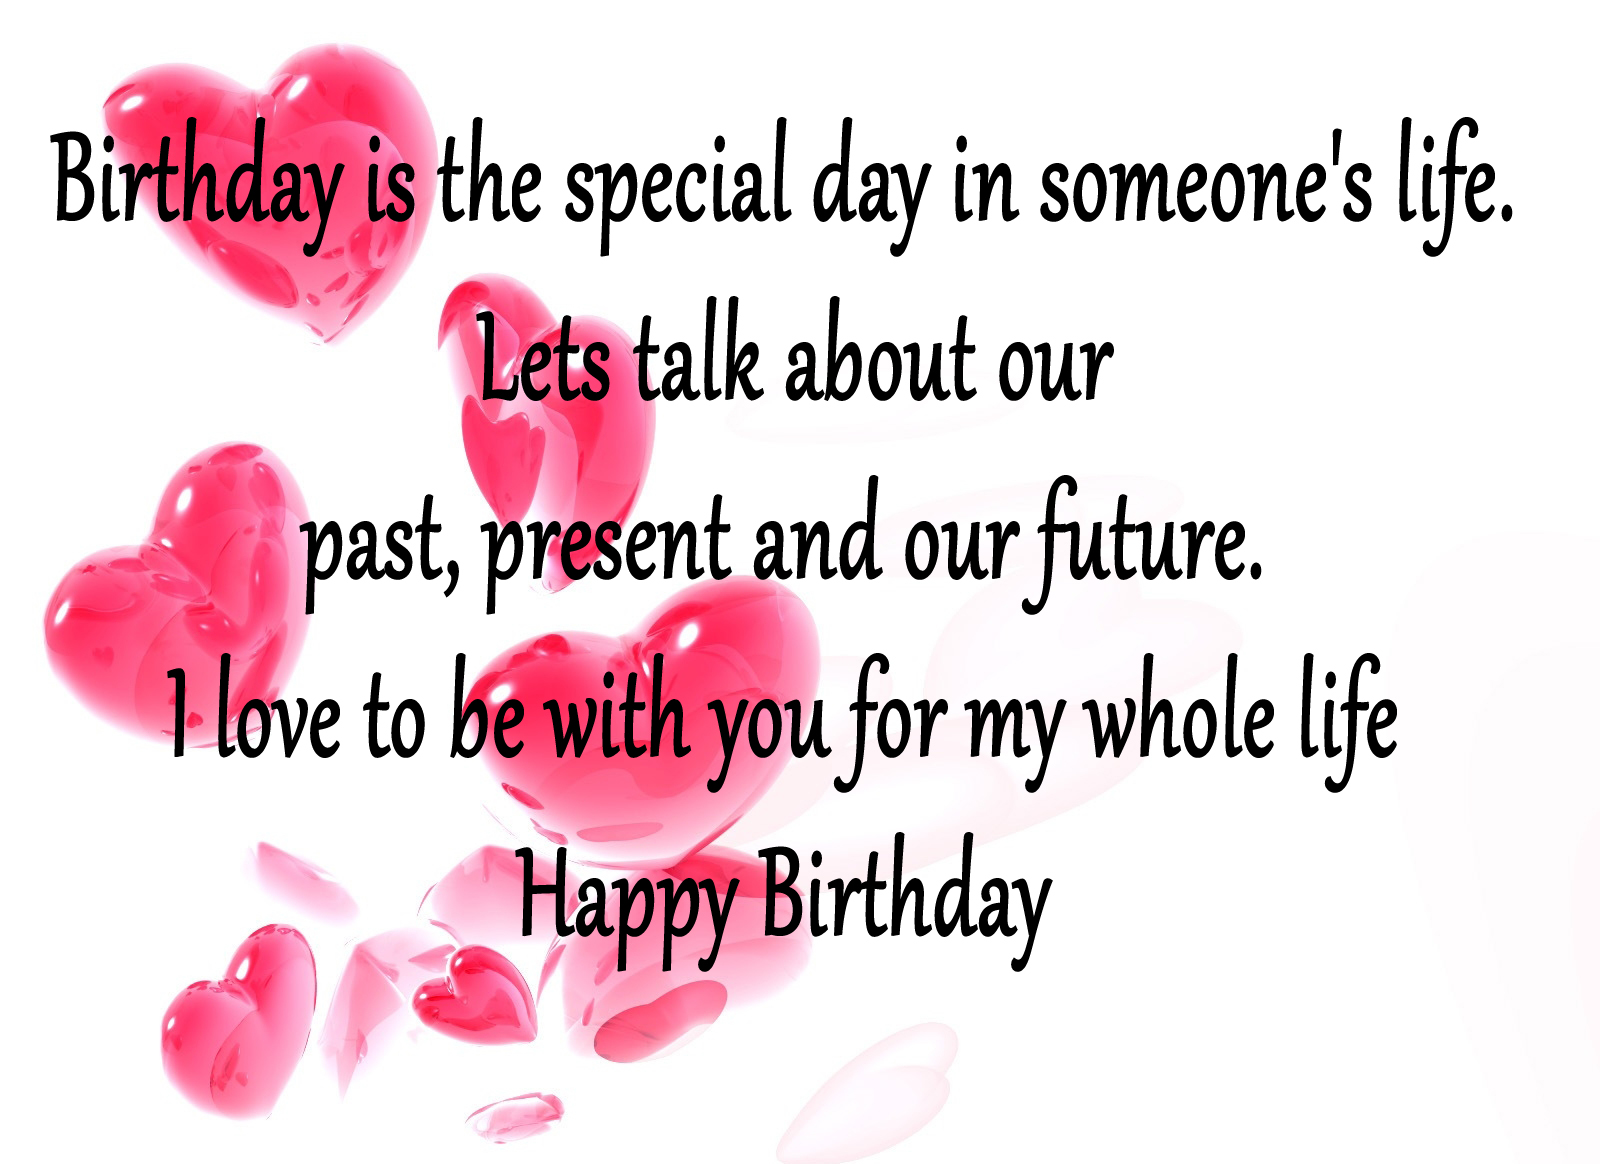 Birthday is the special day in someone's life.
Lets talk about our
past, present and our future.
I love to be with you for my whole life
Happy Birthday